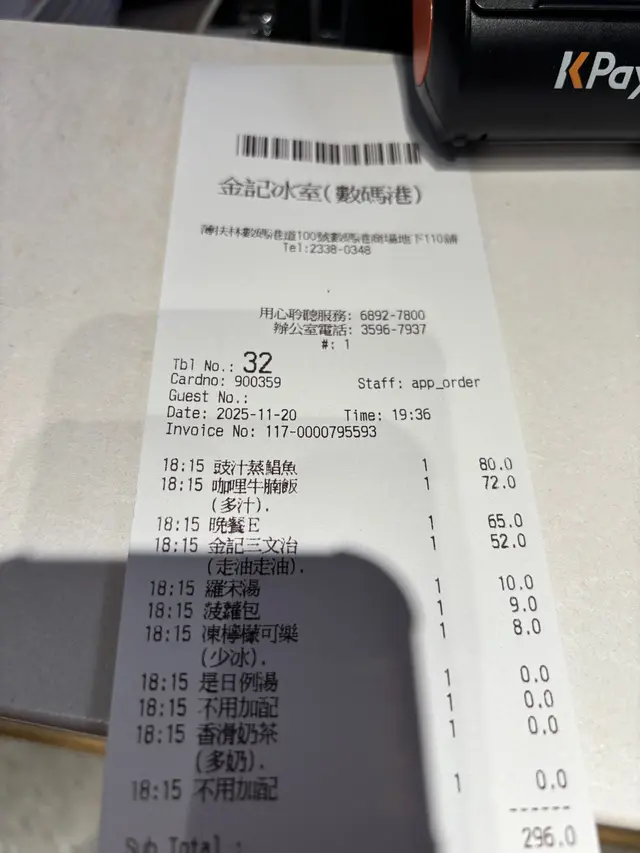 KPay
金記冰室(數碼港)
薄扶林數碼港道100號數碼港商場地下110舖
Tel:2338-0348
用心聆聽服務: 6892-7800
辦公室電話: 3596-7937
#: 1
Tbl No.: 32
Cardno: 900359 Staff: app_order
Guest No.:
Date: 2025-11-20 Time: 19:36
Invoice No: 117-0000795593
18:15 豉汁蒸鯧魚 1 80.0
18:15 咖哩牛腩飯 1 72.0
(多汁).
18:15 晚餐E 1 65.0
18:15 金記三文治 1 52.0
(走油走油).
18:15 羅宋湯 1 10.0
18:15 菠蘿包 1 9.0
18:15 凍檸檬可樂 1 8.0
(少冰).
18:15 是日例湯 1 0.0
18:15 不用加配 1 0.0
18:15 香滑奶茶 1 0.0
(多奶).
18:15 不用加配 1 0.0
------
Sub Total : 296.0